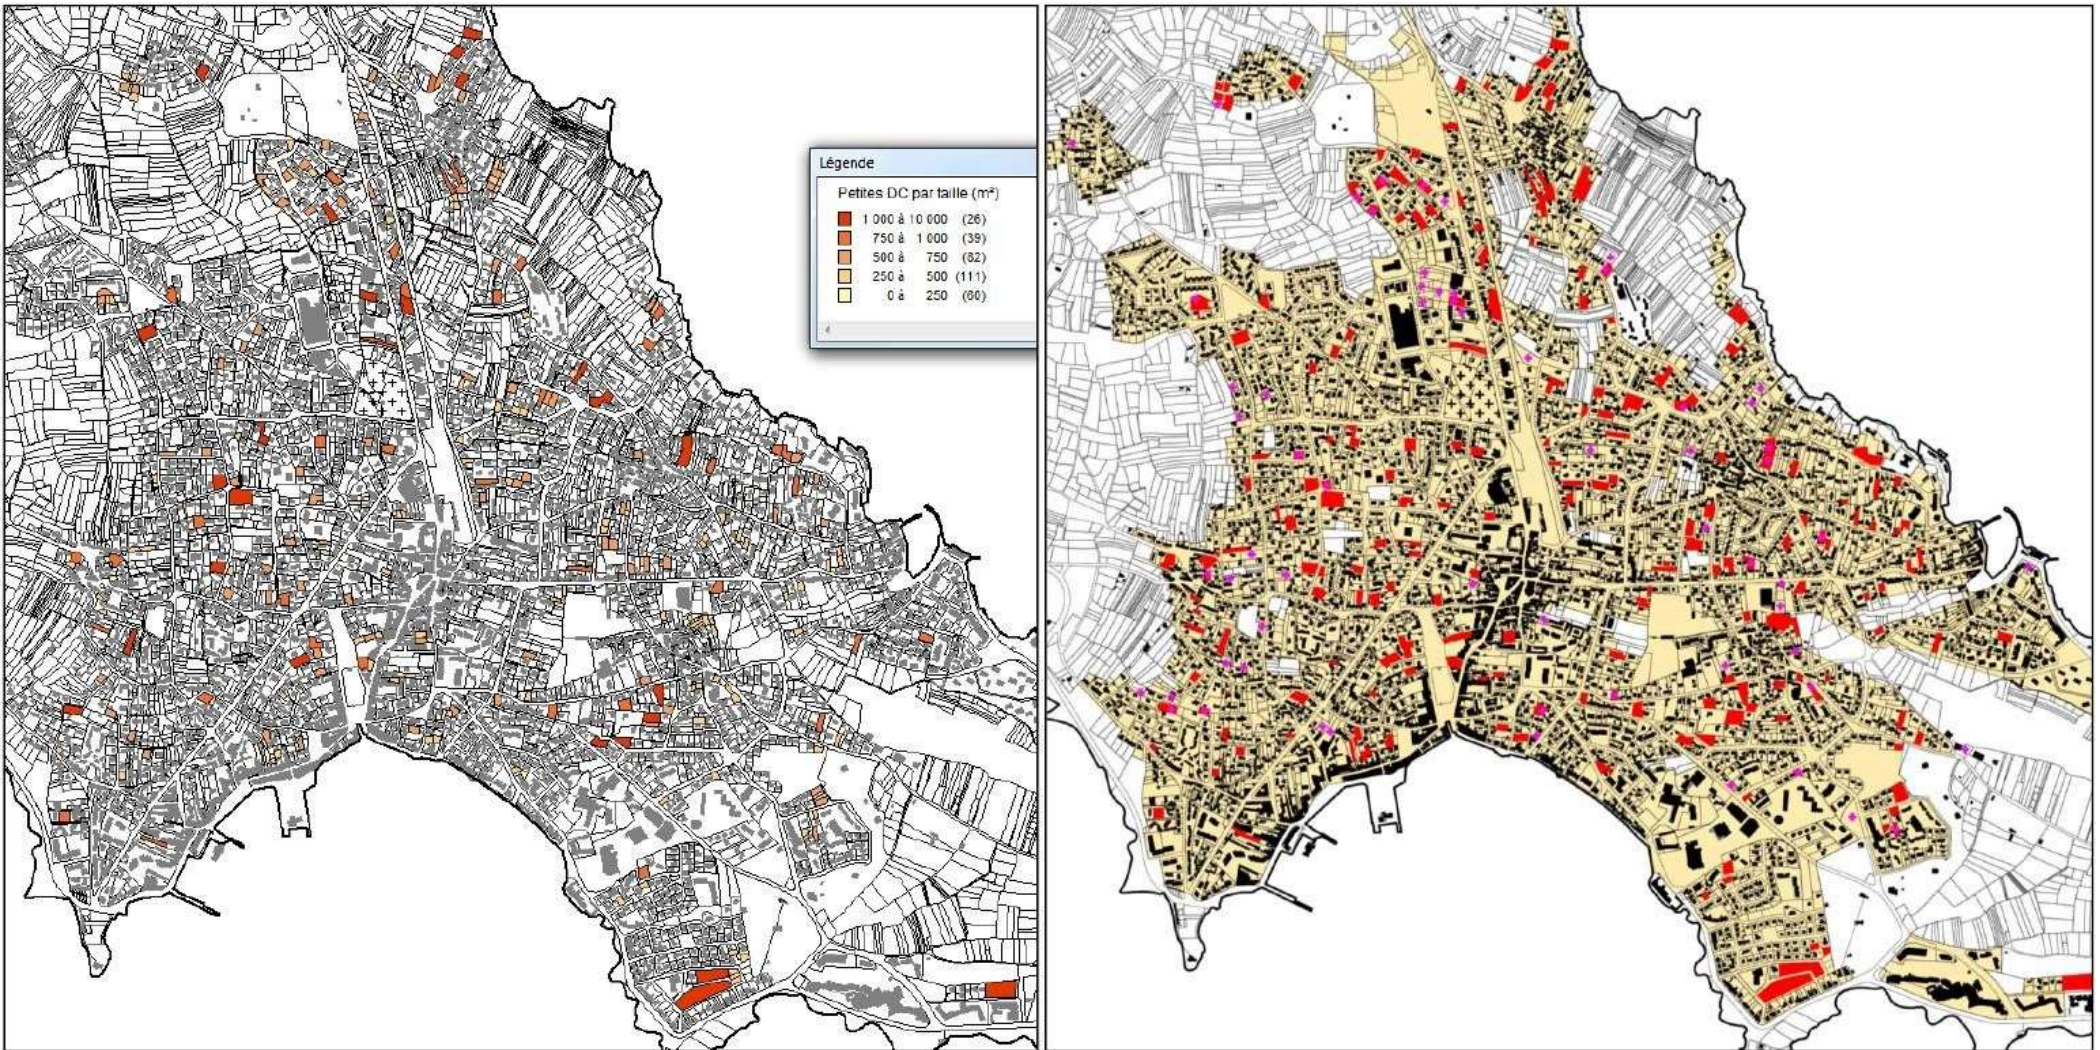 Légende
Petites DC par taille (m²)
1 000 à 10 000 (26)
750 à 1 000 (39)
500 à 750 (82)
250 à 500 (111)
0 à 250 (60)